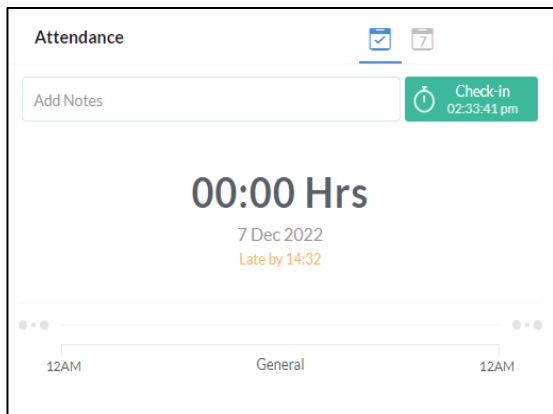 Attendance
7
Add Notes
Check-in
02:33:41 pm
00:00 Hrs
7 Dec 2022
Late by 14:32
12AM General 12AM